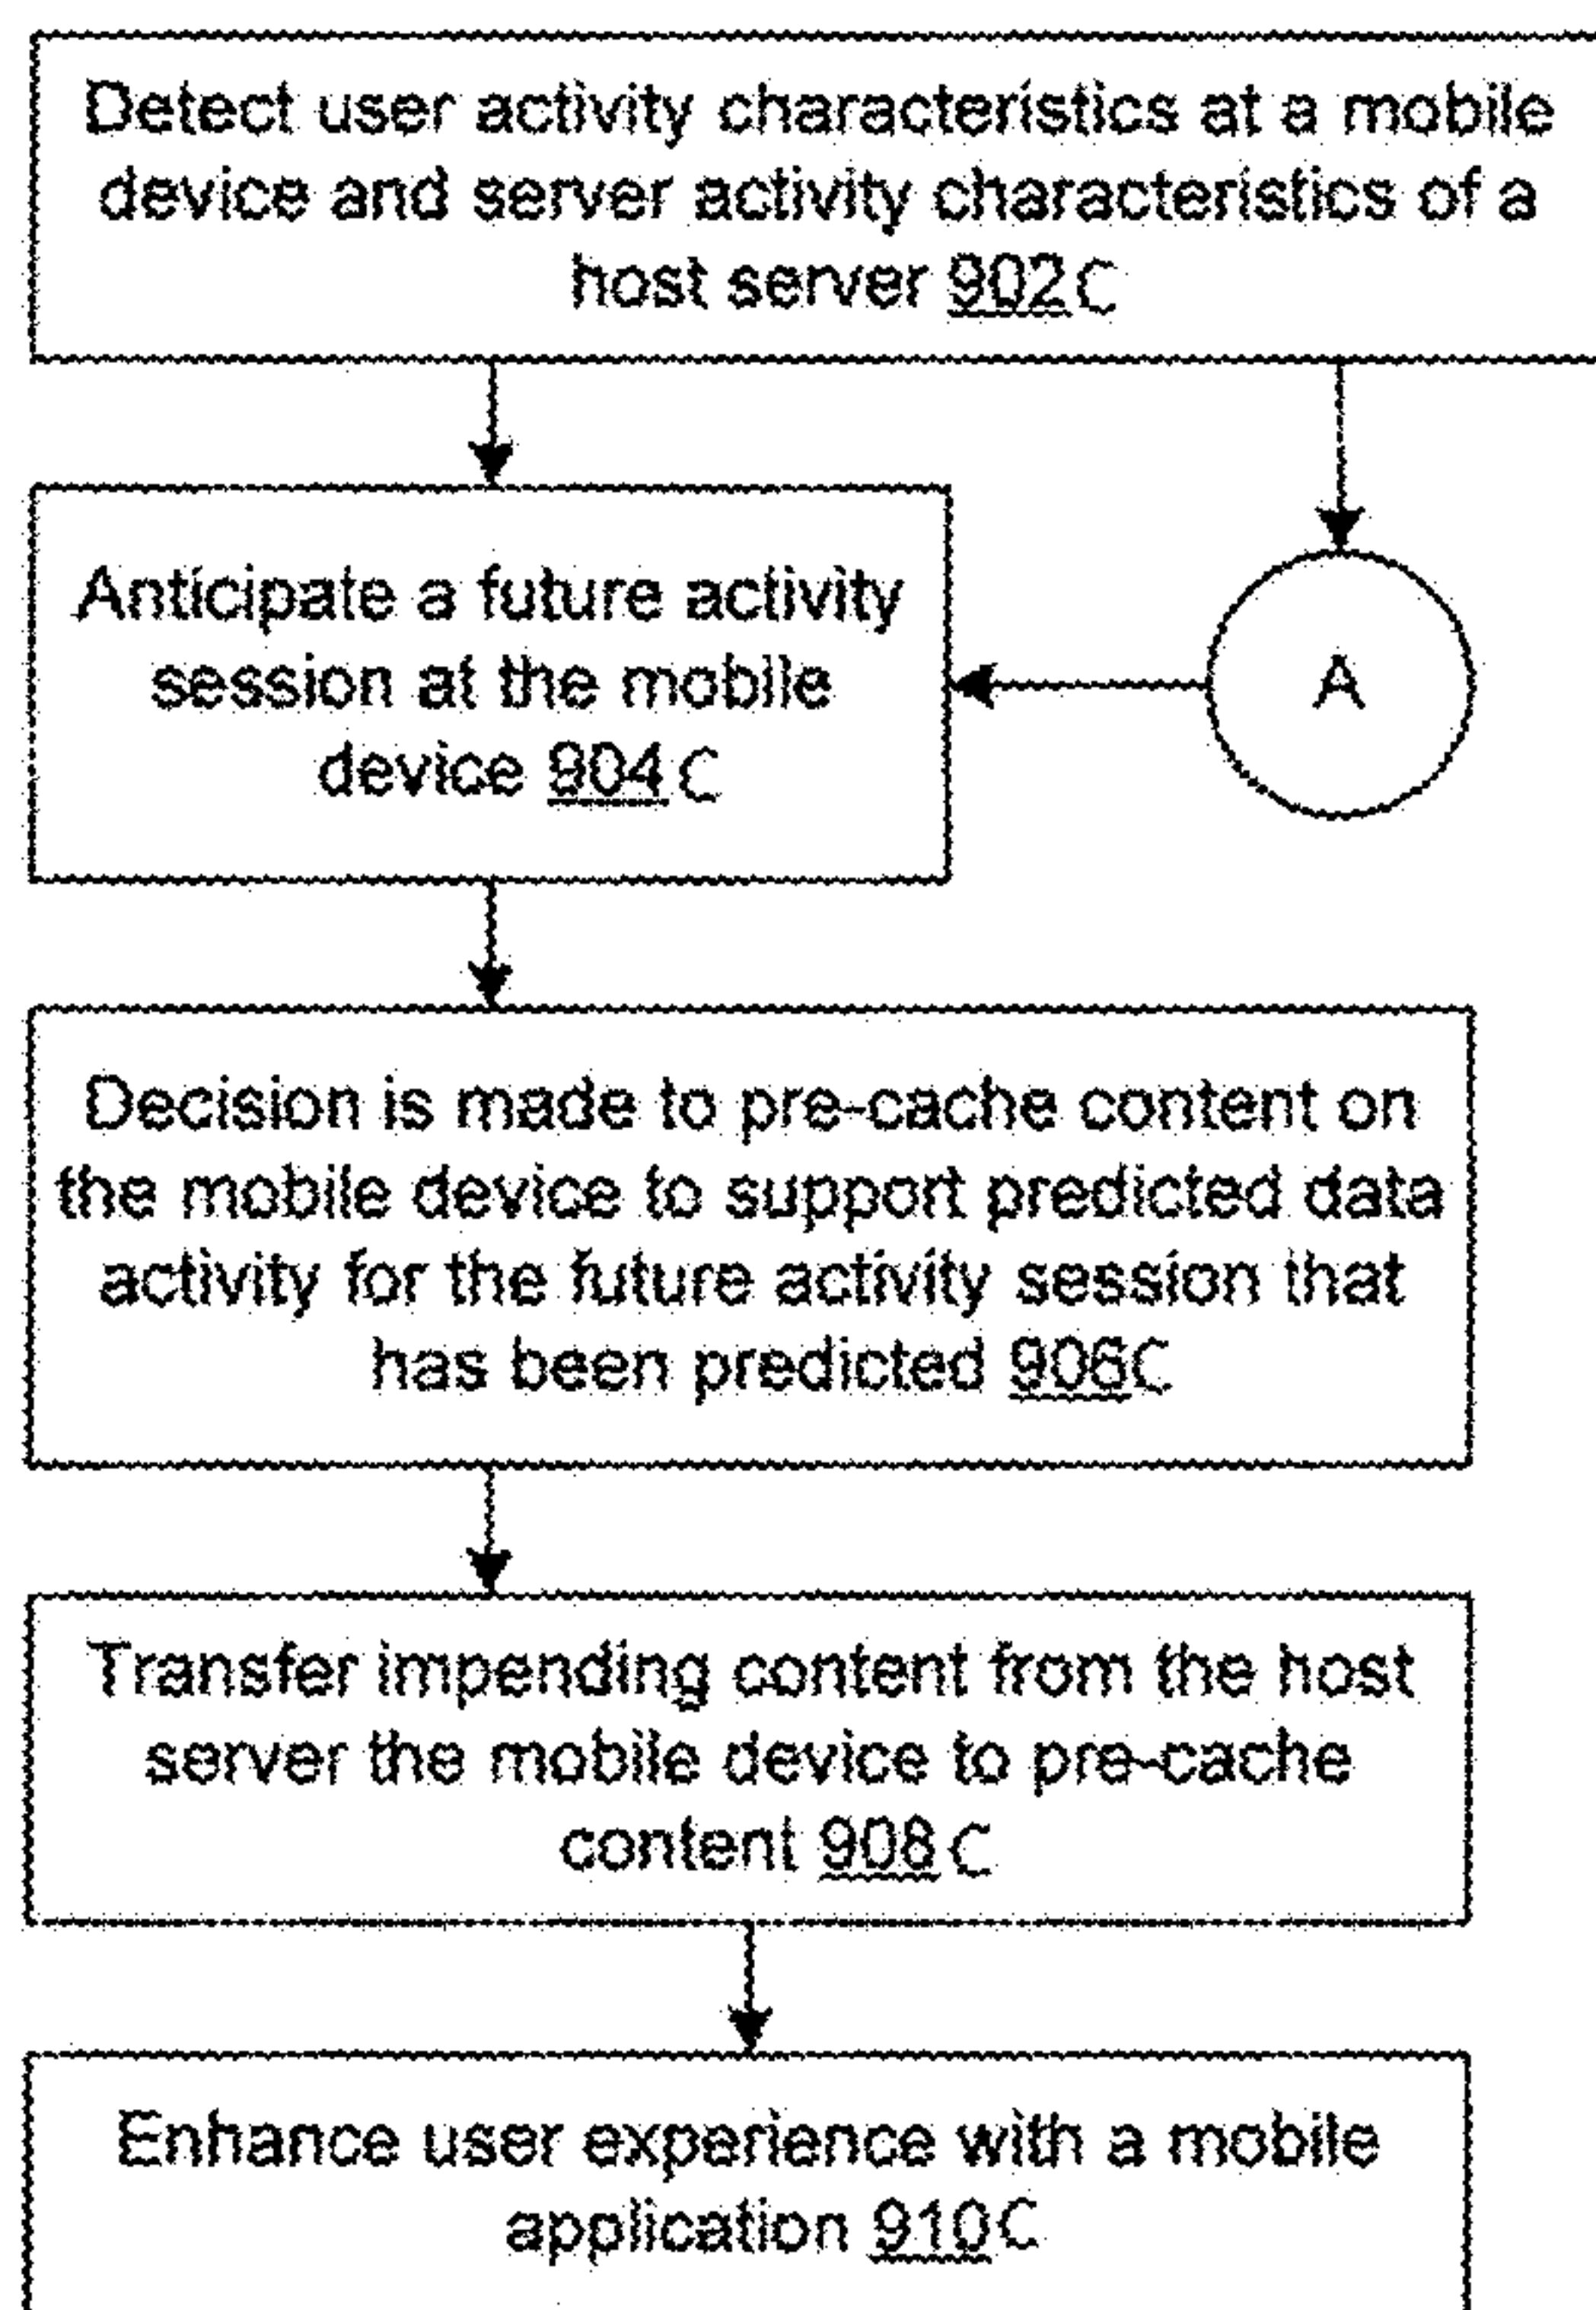 Detect user activity characteristics at a mobile
device and server activity characteristics of a
host server 902C
Anticipate a future activity
session at the mobile
device 904C
A
Decision is made to pre-cache content on
the mobile device to support predicted data
activity for the future activity session that
has been predicted 906C
Transfer impending content from the host
server the mobile device to pre-cache
content 908C
Enhance user experience with a mobile
application 910C